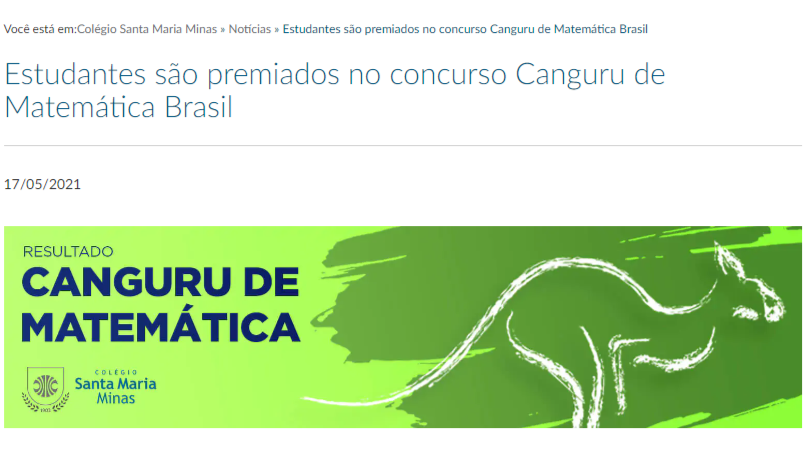 Você está em:Colégio Santa Maria Minas » Notícias » Estudantes são premiados no concurso Canguru de Matemática Brasil
Estudantes são premiados no concurso Canguru de
Matemática Brasil
17/05/2021
RESULTADO
CANGURU DE
MATEMÁTICA
COLÉGIO
Santa Maria
Minas